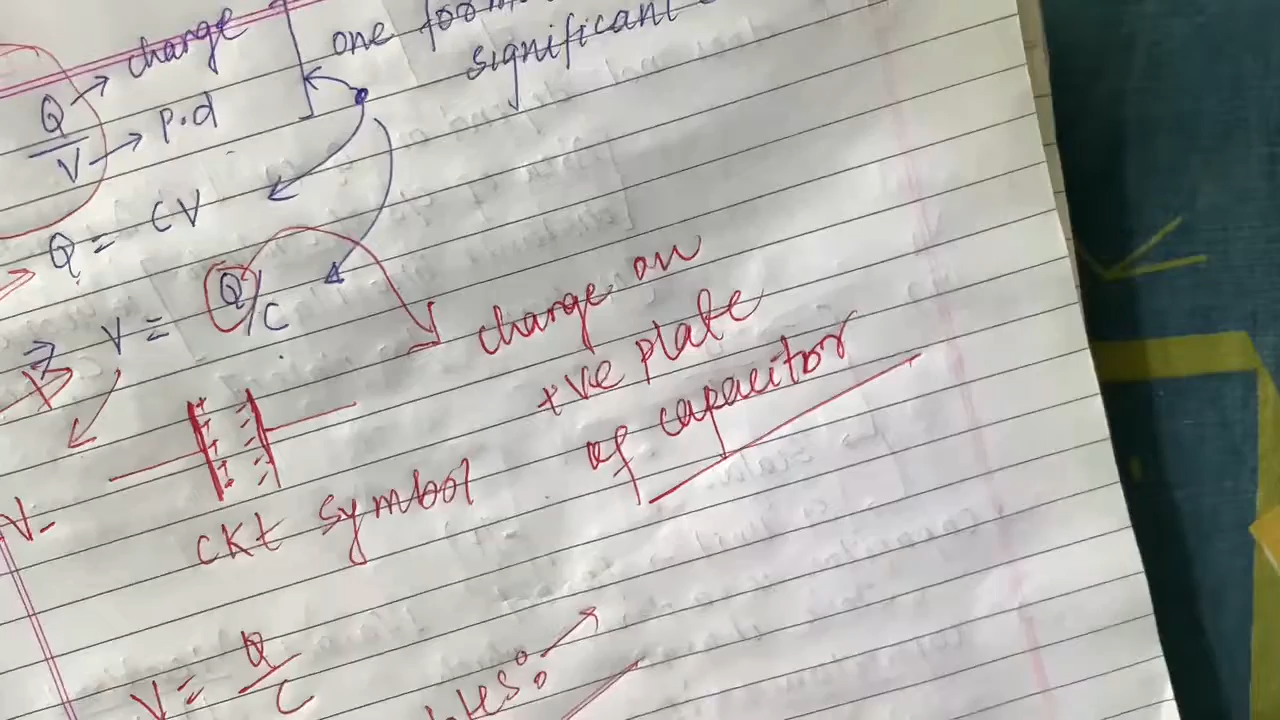 Q → charge
V → P.d
one
significant
Q = CV
⇒ V = Q/C
charge on
+ve plate
of capacitor
ckt symbol
V = Q/C